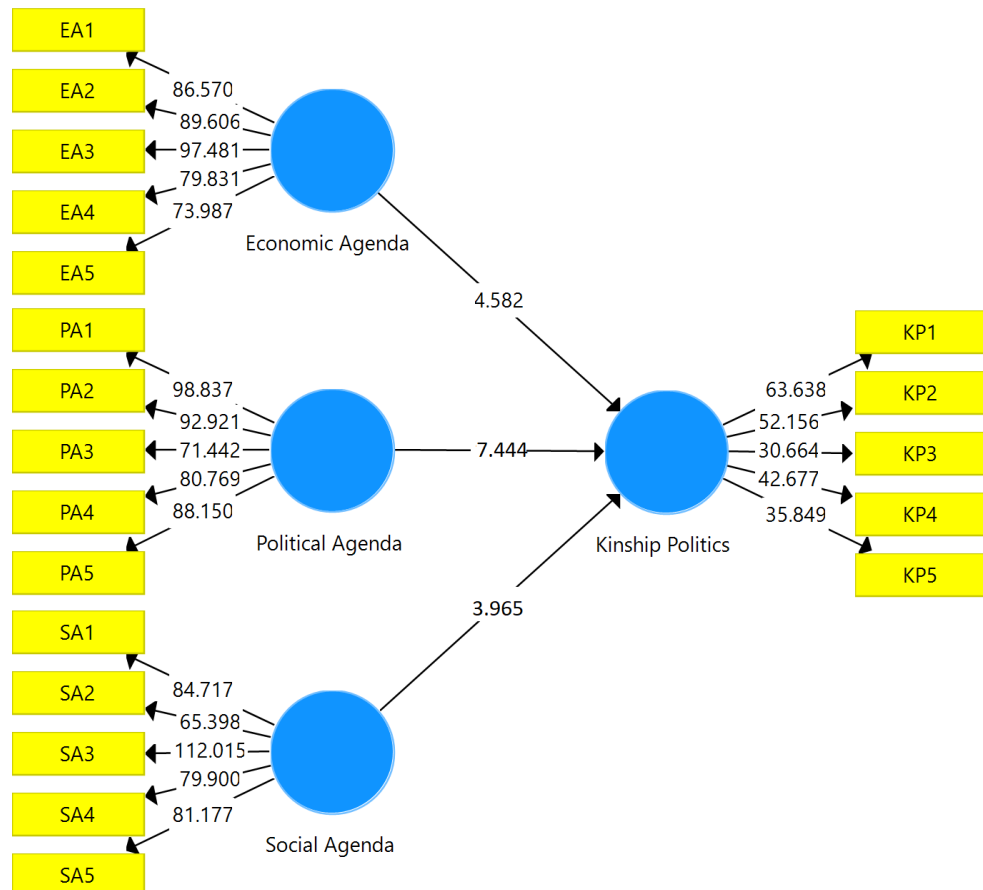 EA1
EA2
EA3
EA4
EA5
86.570
89.606
97.481
79.831
73.987
Economic Agenda
4.582
PA1
PA2
PA3
PA4
PA5
98.837
92.921
71.442
80.769
88.150
Political Agenda
7.444
SA1
SA2
SA3
SA4
SA5
84.717
65.398
112.015
79.900
81.177
Social Agenda
3.965
Kinship Politics
63.638
52.156
30.664
42.677
35.849
KP1
KP2
KP3
KP4
KP5